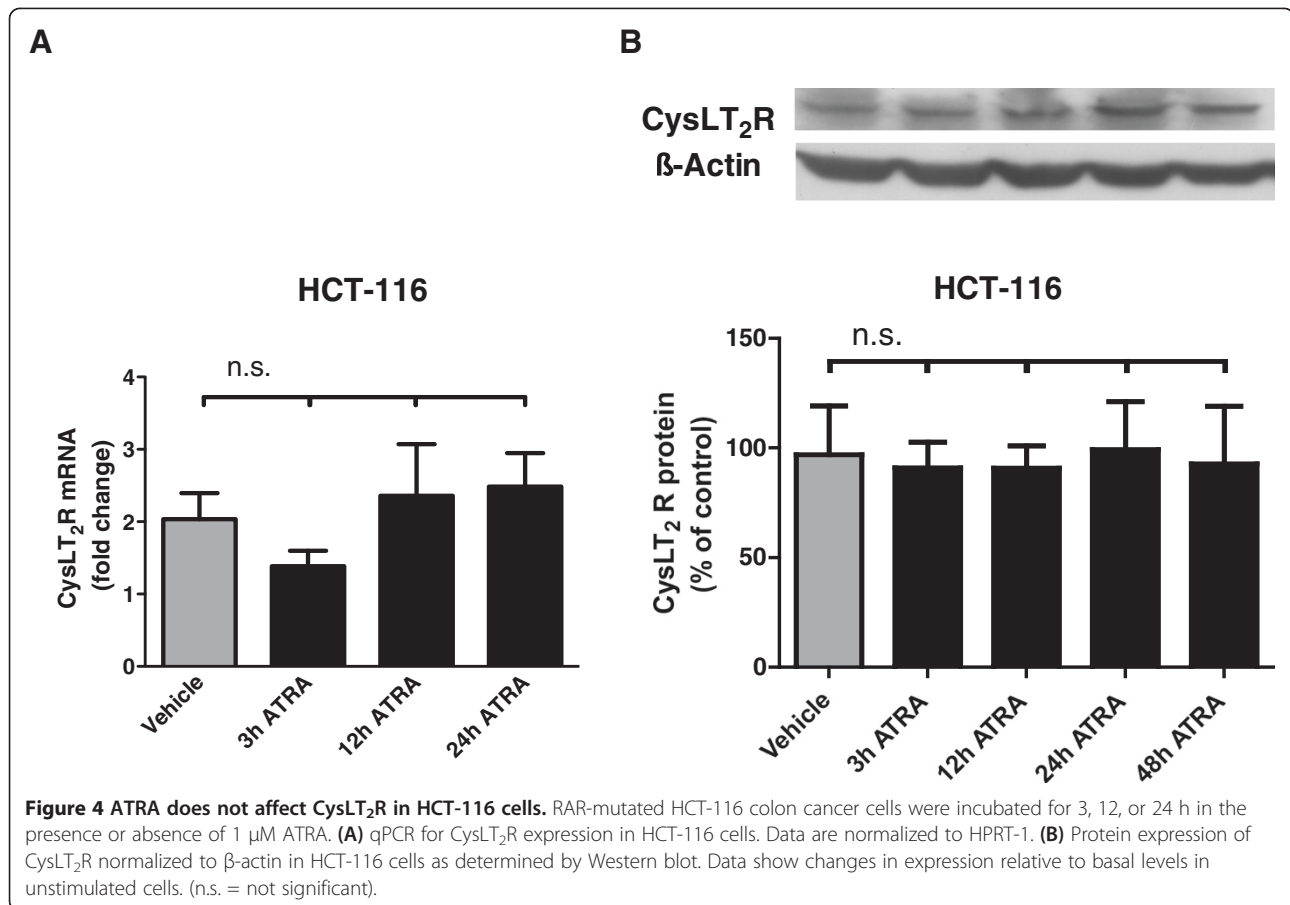 A
B
CysLT2R
ß-Actin
HCT-116
n.s.
CysLT2R mRNA
(fold change)
4
3
2
1
0
Vehicle
3h ATRA
12h ATRA
24h ATRA
HCT-116
n.s.
CysLT2 R protein
(% of control)
150
100
50
0
Vehicle
3h ATRA
12h ATRA
24h ATRA
48h ATRA
Figure 4 ATRA does not affect CysLT2R in HCT-116 cells. RAR-mutated HCT-116 colon cancer cells were incubated for 3, 12, or 24 h in the
presence or absence of 1 μM ATRA. (A) qPCR for CysLT2R expression in HCT-116 cells. Data are normalized to HPRT-1. (B) Protein expression of
CysLT2R normalized to β-actin in HCT-116 cells as determined by Western blot. Data show changes in expression relative to basal levels in
unstimulated cells. (n.s. = not significant).